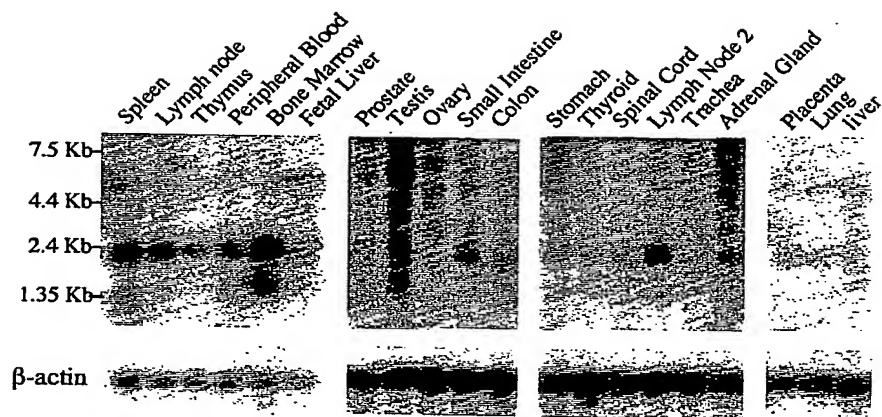 Spleen
Lymph node
Thymus
Peripheral Blood
Bone Marrow
Fetal Liver
Prostate
Testis
Ovary
Small Intestine
Colon
Stomach
Thyroid
Spinal Cord
Lymph Node 2
Trachea
Adrenal Gland
Placenta
Lung
liver
7.5 Kb
4.4 Kb
2.4 Kb
1.35 Kb
β-actin